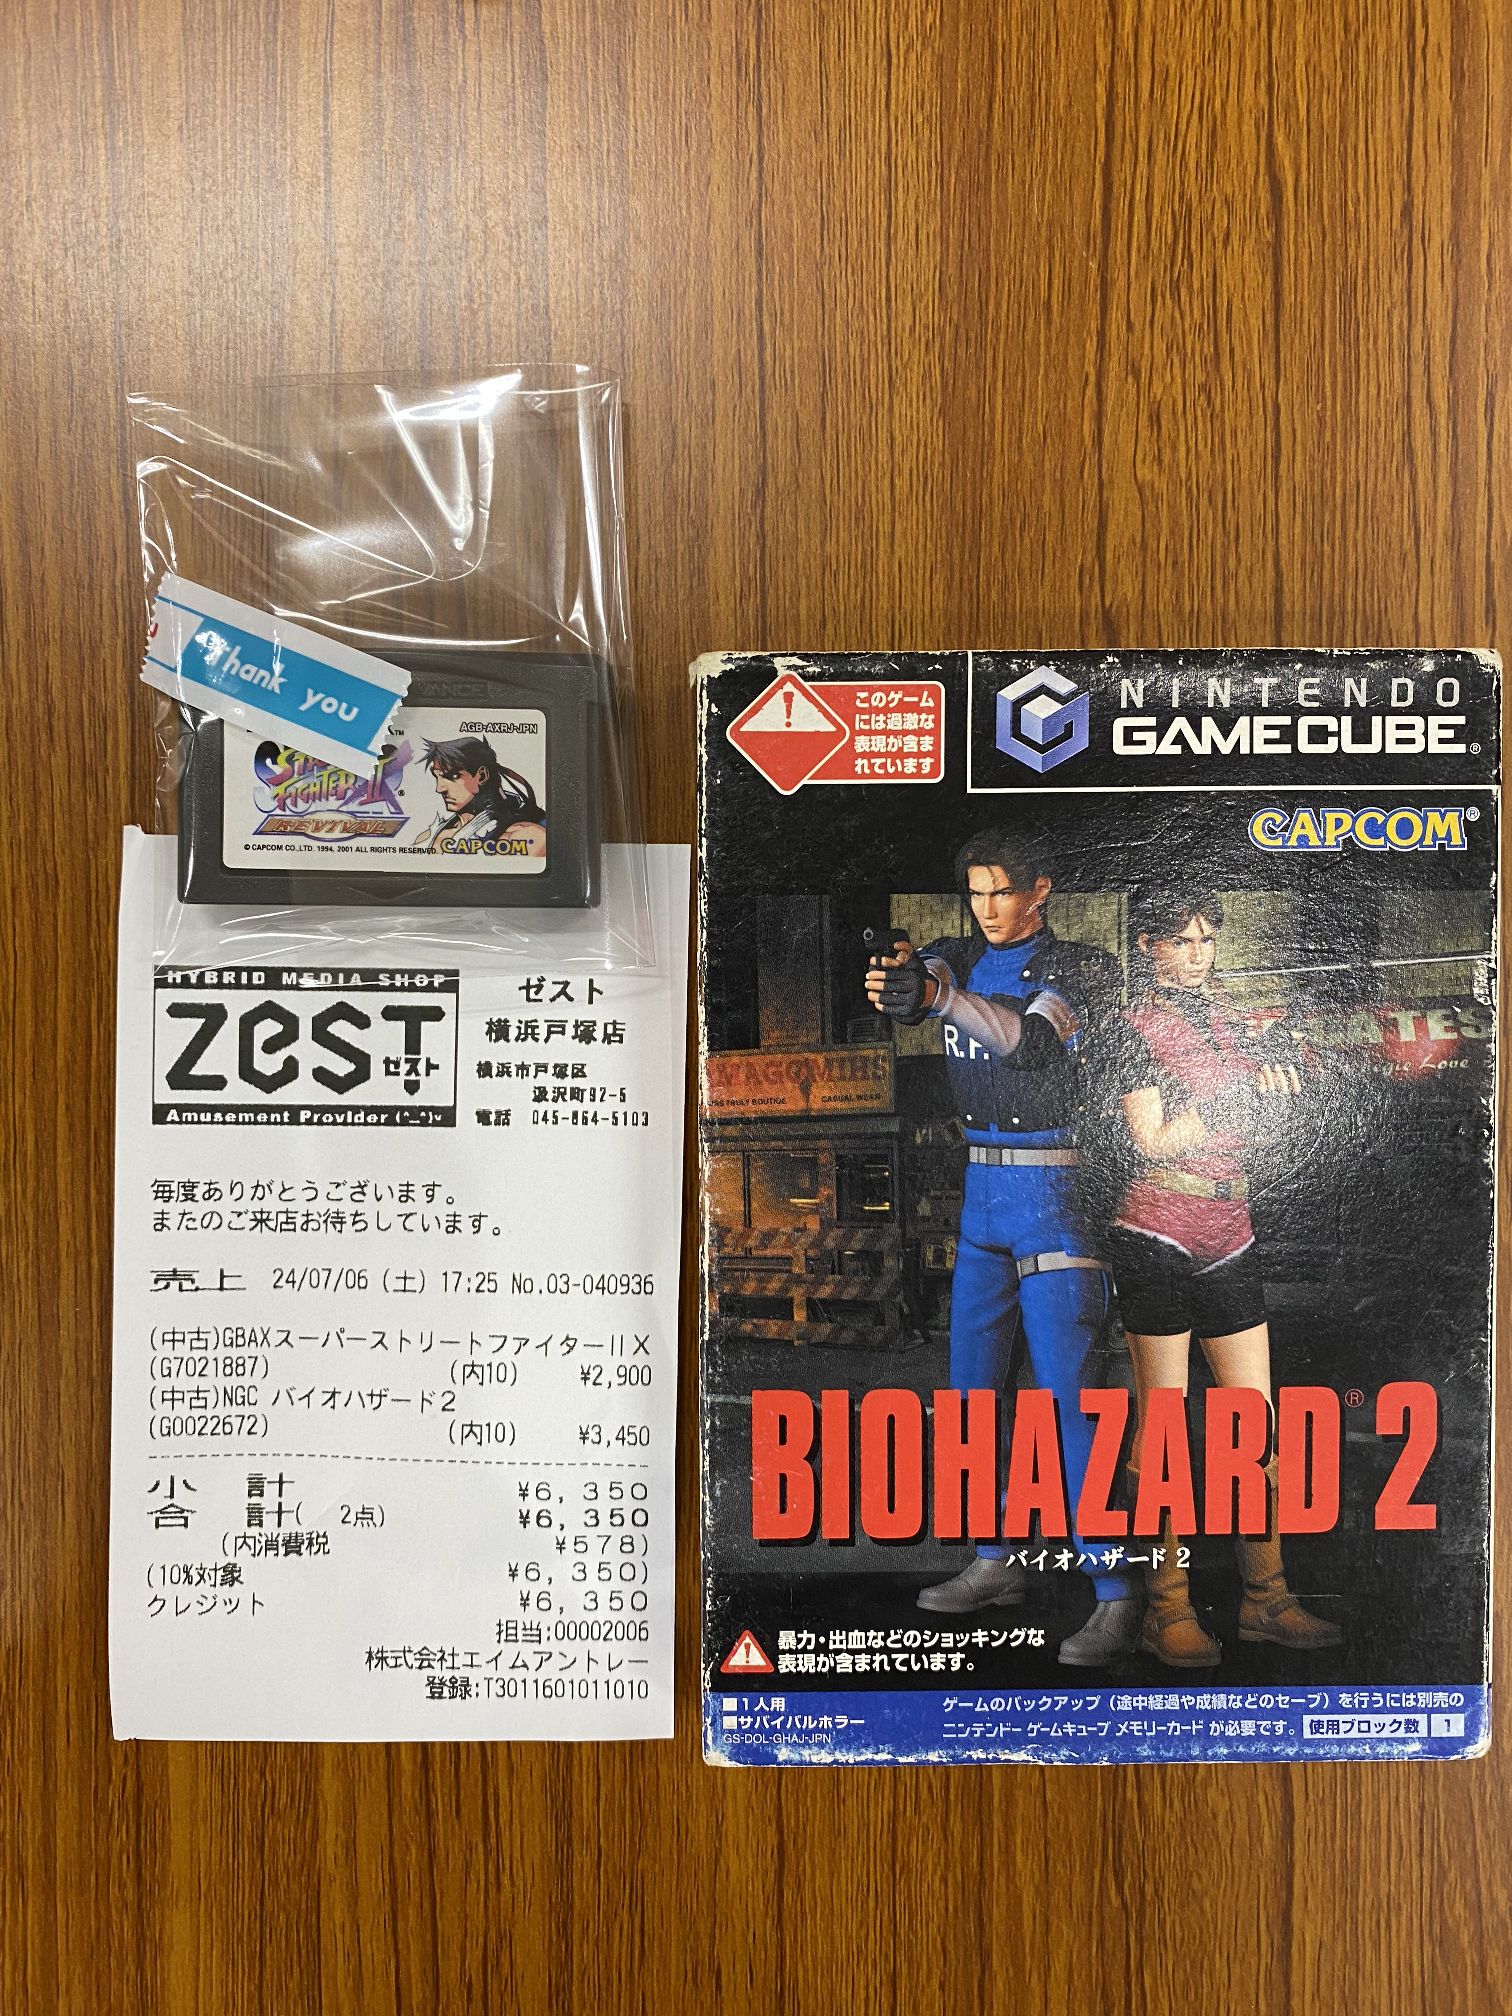 Thank you
VANCE
AGB-AXRJ-JPN
STREET
FIGHTER II X
REVIVAL
© CAPCOM CO., LTD. 1994, 2001 ALL RIGHTS RESERVED.
CAPCOM
HYBRID MEDIA SHOP
ZEST
ゼスト
Amusement Provider (^_^)v
ゼスト
横浜戸塚店
横浜市戸塚区
汲沢町92-5
電話 045-864-5103
毎度ありがとうございます。
またのご来店お待ちしています。
売上 24/07/06 (土) 17:25 No.03-040936
(中古)GBAXスーパーストリートファイターIIX
(G7021887) (内10) ¥2,900
(中古)NGC バイオハザード2
(G0022672) (内10) ¥3,450
小計 ¥6,350
合計( 2点) ¥6,350
(内消費税 ¥578)
(10%対象 ¥6,350)
クレジット ¥6,350
担当:00002006
株式会社エイムアントレー
登録:T3011601011010
このゲーム
には過激な
表現が含ま
れています
NINTENDO
GAMECUBE®
CAPCOM®
R.P.
CASUAL WEAR
BIOHAZARD® 2
バイオハザード 2
暴力・出血などのショッキングな
表現が含まれています。
■1人用
■サバイバルホラー
GS-DOL-GHAJ-JPN
ゲームのバックアップ（途中経過や成績などのセーブ）を行うには別売の
ニンテンドー ゲームキューブ メモリーカード が必要です。 使用ブロック数 1